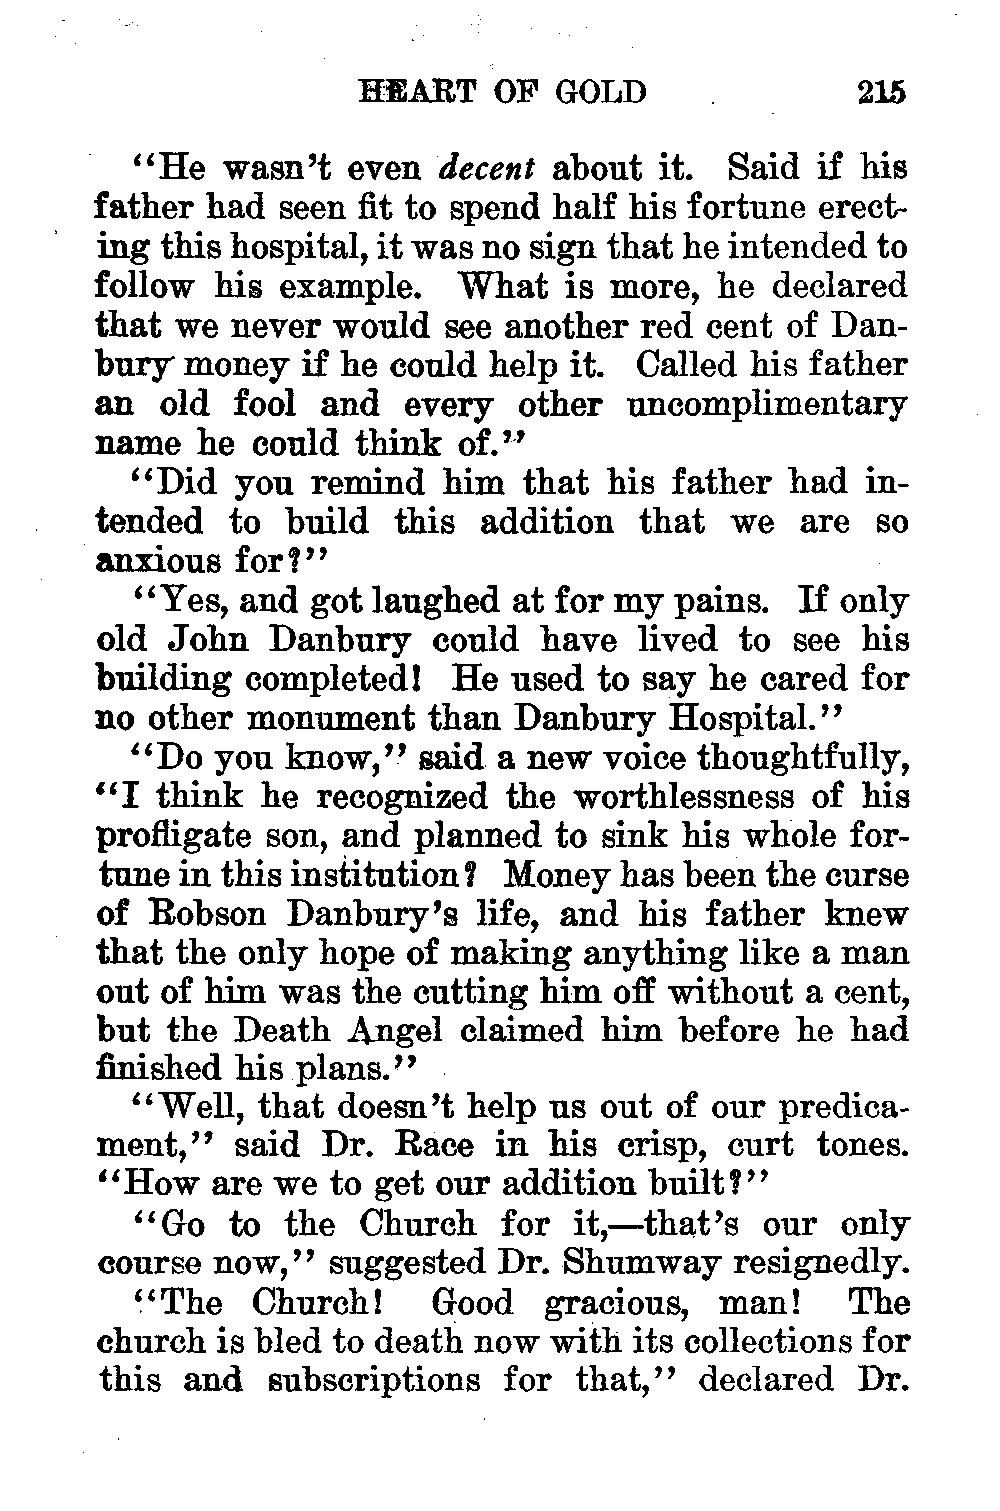 HEART OF GOLD 215
"He wasn't even decent about it. Said if his
father had seen fit to spend half his fortune erect-
ing this hospital, it was no sign that he intended to
follow his example. What is more, he declared
that we never would see another red cent of Dan-
bury money if he could help it. Called his father
an old fool and every other uncomplimentary
name he could think of."
"Did you remind him that his father had in-
tended to build this addition that we are so
anxious for?"
"Yes, and got laughed at for my pains. If only
old John Danbury could have lived to see his
building completed! He used to say he cared for
no other monument than Danbury Hospital."
"Do you know," said a new voice thoughtfully,
"I think he recognized the worthlessness of his
profligate son, and planned to sink his whole for-
tune in this institution? Money has been the curse
of Robson Danbury's life, and his father knew
that the only hope of making anything like a man
out of him was the cutting him off without a cent,
but the Death Angel claimed him before he had
finished his plans."
"Well, that doesn't help us out of our predica-
ment," said Dr. Race in his crisp, curt tones.
"How are we to get our addition built?"
"Go to the Church for it,—that's our only
course now," suggested Dr. Shumway resignedly.
"The Church! Good gracious, man! The
church is bled to death now with its collections for
this and subscriptions for that," declared Dr.